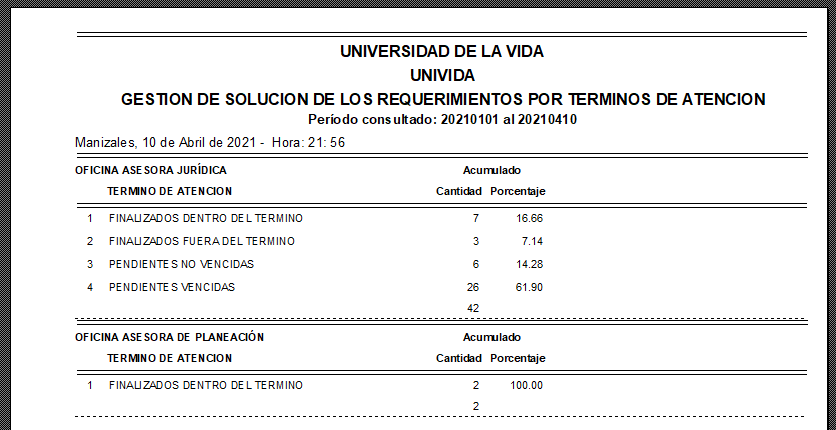 UNIVERSIDAD DE LA VIDA
UNIVIDA
GESTION DE SOLUCION DE LOS REQUERIMIENTOS POR TERMINOS DE ATENCION
Período consultado: 20210101 al 20210410
Manizales, 10 de Abril de 2021 - Hora: 21: 56
OFICINA ASESORA JURÍDICA Acumulado
TERMINO DE ATENCION Cantidad Porcentaje
1 FINALIZADOS DENTRO DEL TERMINO 7 16.66
2 FINALIZADOS FUERA DEL TERMINO 3 7.14
3 PENDIENTES NO VENCIDAS 6 14.28
4 PENDIENTES VENCIDAS 26 61.90
42
OFICINA ASESORA DE PLANEACIÓN Acumulado
TERMINO DE ATENCION Cantidad Porcentaje
1 FINALIZADOS DENTRO DEL TERMINO 2 100.00
2